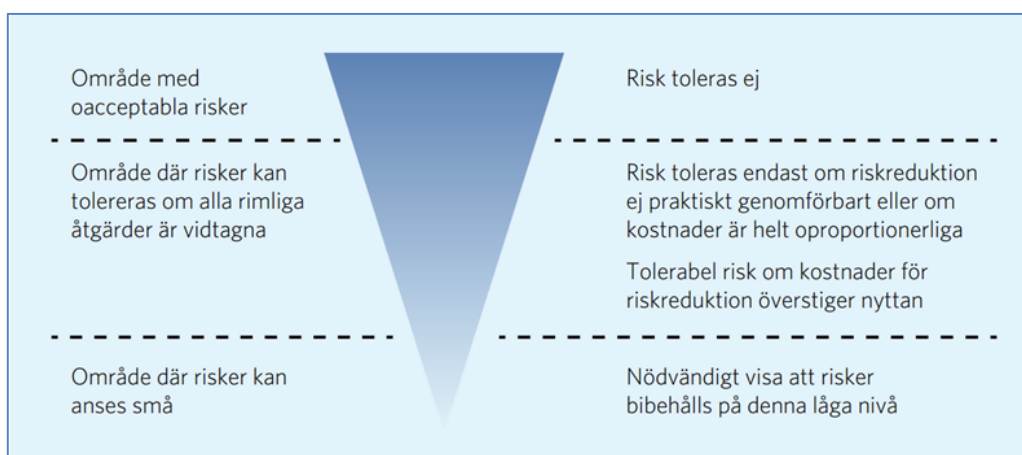 Område med
oacceptabla risker
Risk toleras ej
Område där risker kan
tolereras om alla rimliga
åtgärder är vidtagna
Risk toleras endast om riskreduktion
ej praktiskt genomförbart eller om
kostnader är helt oproportionerliga
Tolerabel risk om kostnader för
riskreduktion överstiger nyttan
Område där risker kan
anses små
Nödvändigt visa att risker
bibehålls på denna låga nivå